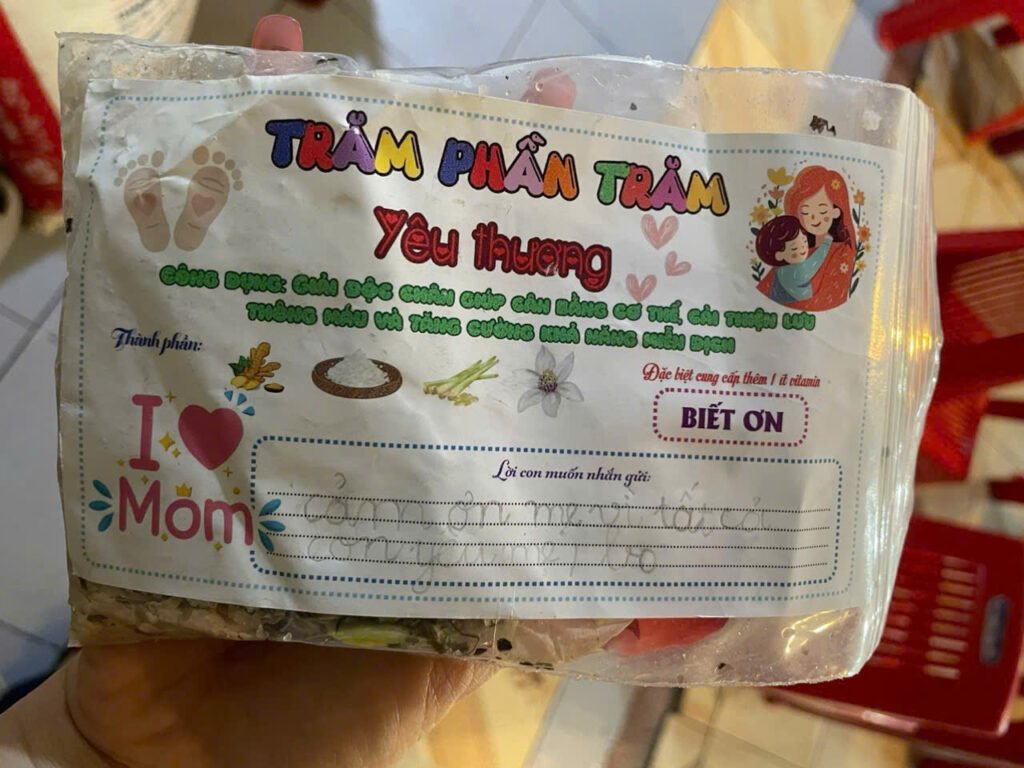 TRĂM PHẦN TRĂM
Yêu thương
CÔNG DỤNG: GIẢI ĐỘC CHÂN GIÚP CÂN BẰNG CƠ THỂ, CẢI THIỆN LƯU
THÔNG MÁU VÀ TĂNG CƯỜNG KHẢ NĂNG MIỄN DỊCH
Thành phần:
Đặc biệt cung cấp thêm 1 ít vitamin
BIẾT ƠN
I
Mom
Lời con muốn nhắn gửi:
cảm ơn mẹ vì tất cả
con yêu mẹ